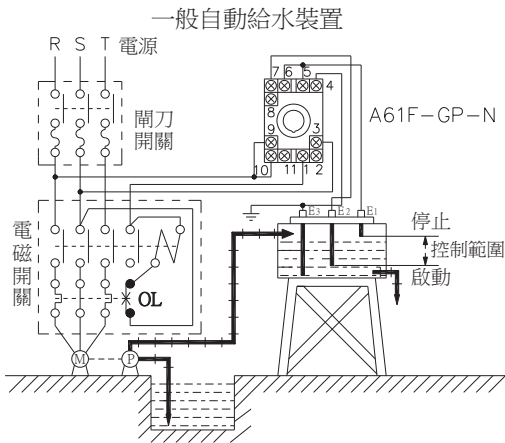 一般自動給水裝置
R S T 電源
7 6 5 4
8
9 3
10 11 1 2
A61F-GP-N
閘刀
開關
電磁開關
OL
M P
E3 E2 E1
停止
控制範圍
啟動